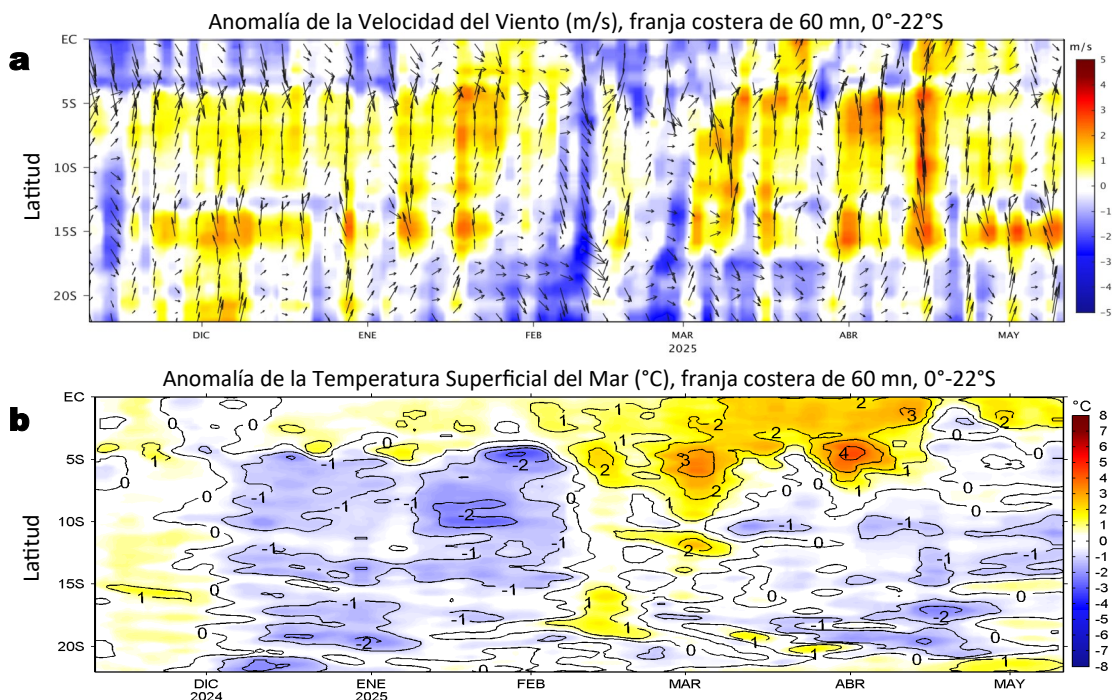 Anomalía de la Velocidad del Viento (m/s), franja costera de 60 mn, 0°-22°S
a
m/s
EC
5S
10S
15S
20S
Latitud
5
4
3
2
1
0
-1
-2
-3
-4
-5
DIC
ENE
FEB
MAR
ABR
MAY
2025
Anomalía de la Temperatura Superficial del Mar (°C), franja costera de 60 mn, 0°-22°S
b
°C
EC
5S
10S
15S
20S
Latitud
8
7
6
5
4
3
2
1
0
-1
-2
-3
-4
-5
-6
-7
-8
DIC
ENE
FEB
MAR
ABR
MAY
2024
2025